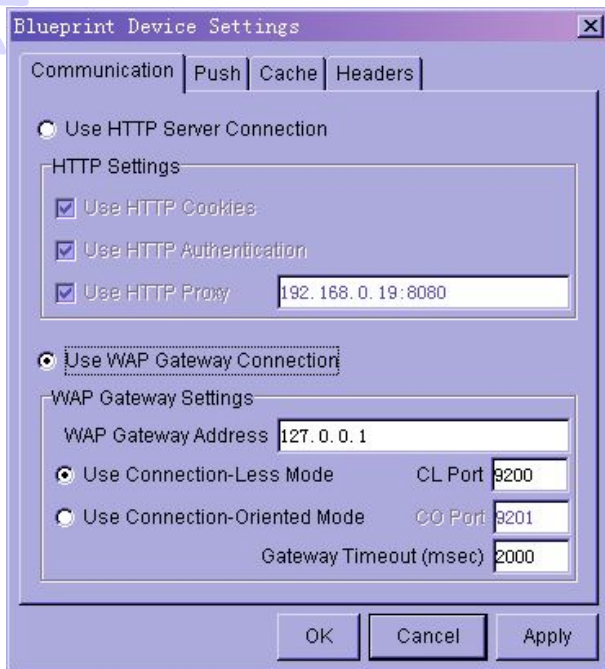 Blueprint Device Settings
Communication Push Cache Headers
Use HTTP Server Connection
HTTP Settings
Use HTTP Cookies
Use HTTP Authentication
Use HTTP Proxy 192.168.0.19:8080
Use WAP Gateway Connection
WAP Gateway Settings
WAP Gateway Address 127.0.0.1
Use Connection-Less Mode CL Port 9200
Use Connection-Oriented Mode CO Port 9201
Gateway Timeout (msec) 2000
OK Cancel Apply